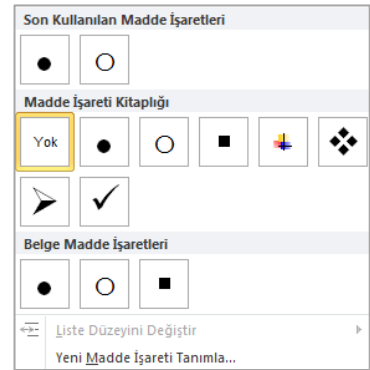 Son Kullanılan Madde İşaretleri
Madde İşareti Kitaplığı
Yok
Belge Madde İşaretleri
Liste Düzeyini Değiştir
Yeni Madde İşareti Tanımla...